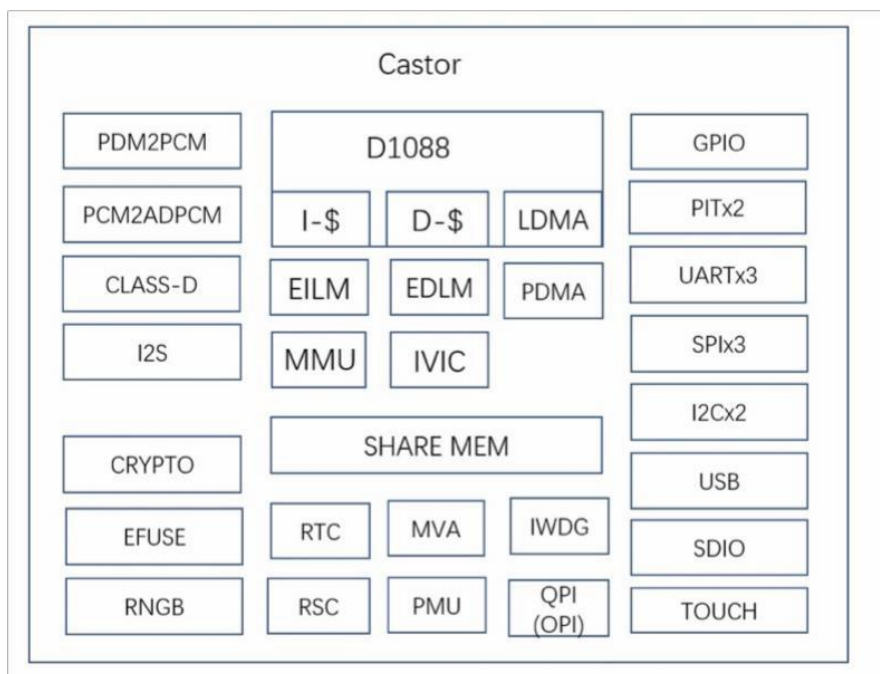 Castor
PDM2PCM
PCM2ADPCM
CLASS-D
I2S
CRYPTO
EFUSE
RNGB
D1088
I-$
D-$
LDMA
EILM
EDLM
PDMA
MMU
IVIC
SHARE MEM
RTC
MVA
IWDG
RSC
PMU
QPI
(OPI)
GPIO
PITx2
UARTx3
SPIx3
I2Cx2
USB
SDIO
TOUCH